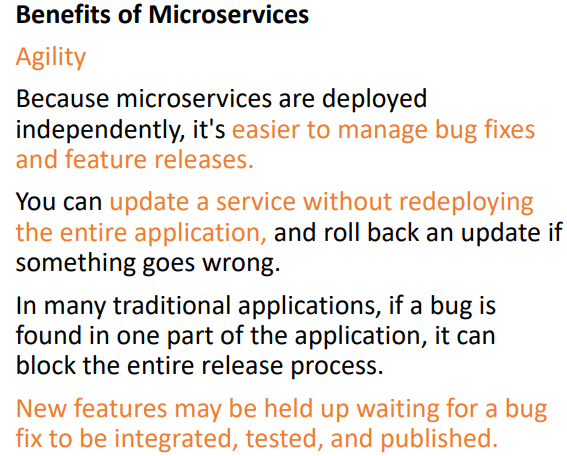 Benefits of Microservices
Agility
Because microservices are deployed
independently, it's easier to manage bug fixes
and feature releases.
You can update a service without redeploying
the entire application, and roll back an update if
something goes wrong.
In many traditional applications, if a bug is
found in one part of the application, it can
block the entire release process.
New features may be held up waiting for a bug
fix to be integrated, tested, and published.